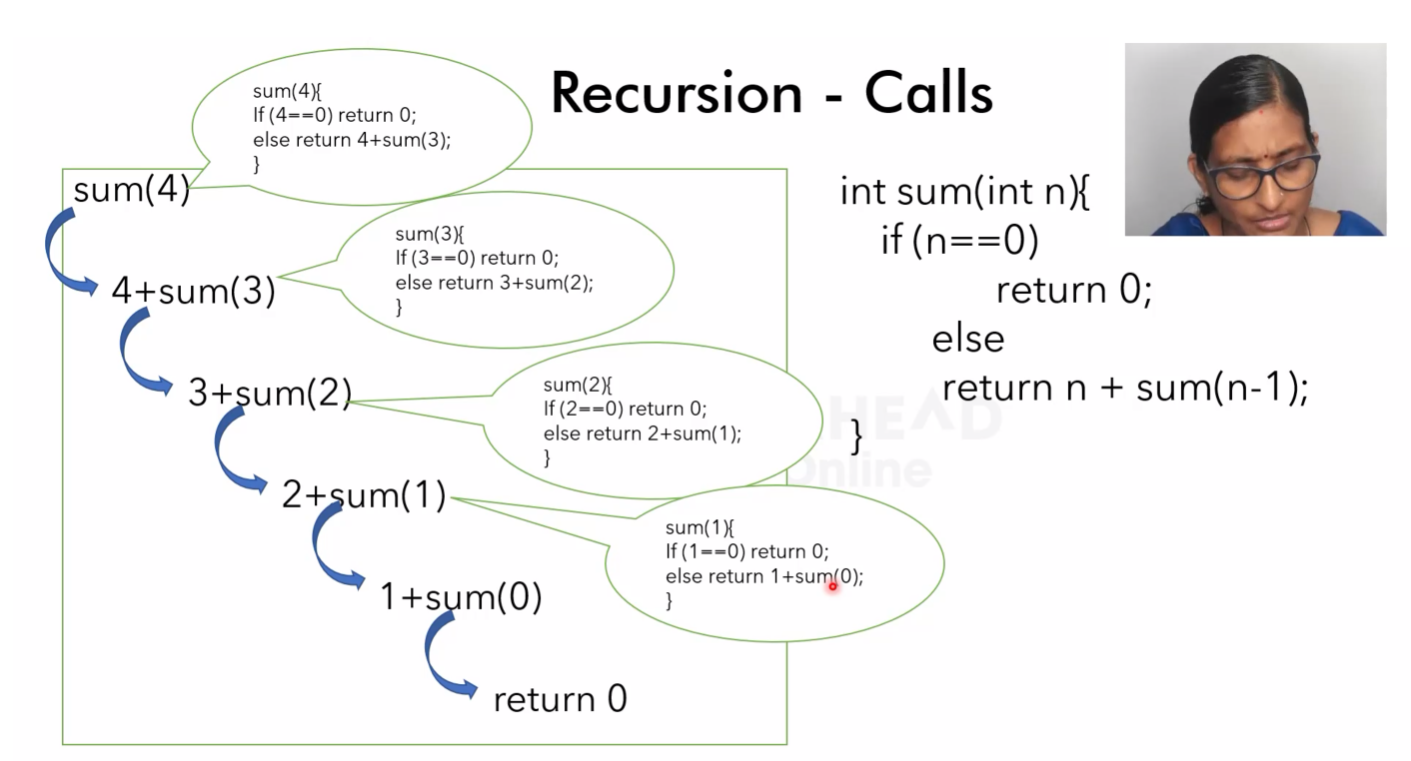 Recursion - Calls
sum(4){
If (4==0) return 0;
else return 4+sum(3);
}
sum(4)
sum(3){
If (3==0) return 0;
else return 3+sum(2);
}
4+sum(3)
sum(2){
If (2==0) return 0;
else return 2+sum(1);
}
3+sum(2)
sum(1){
If (1==0) return 0;
else return 1+sum(0);
}
2+sum(1)
1+sum(0)
return 0
int sum(int n){
if (n==0)
return 0;
else
return n + sum(n-1);
}
Online